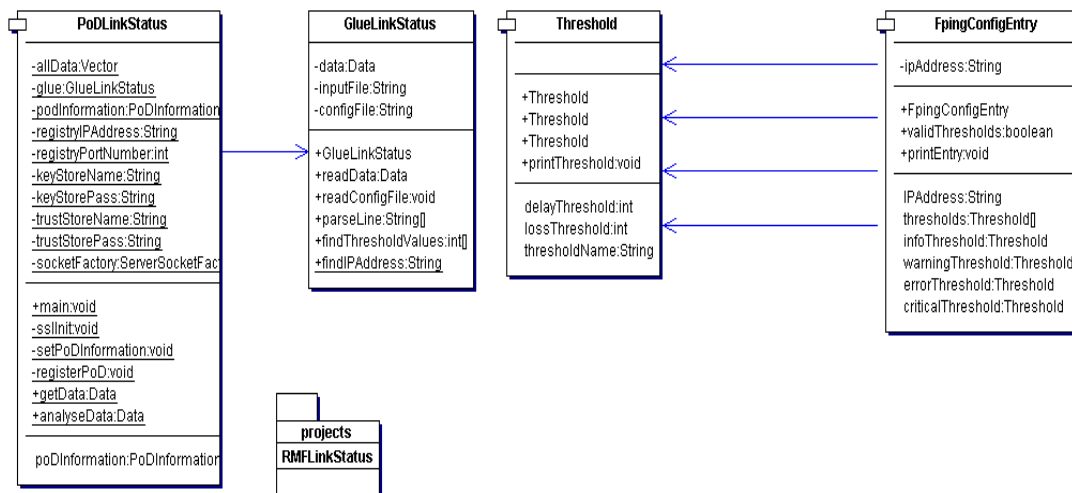 PoDLinkStatus
-allData:Vector
-glue:GlueLinkStatus
-podInformation:PoDInformation
-registryIPAddress:String
-registryPortNumber:int
-keyStoreName:String
-keyStorePass:String
-trustStoreName:String
-trustStorePass:String
-socketFactory:ServerSocketFact
+main:void
-sslInit:void
-setPoDInformation:void
-registerPoD:void
+getData:Data
+analyseData:Data
poDInformation:PoDInformation
GlueLinkStatus
-data:Data
-inputFile:String
-configFile:String
+GlueLinkStatus
+readData:Data
+readConfigFile:void
+parseLine:String[]
+findThresholdValues:int[]
+findIPAddress:String
Threshold
+Threshold
+Threshold
+Threshold
+printThreshold:void
delayThreshold:int
lossThreshold:int
thresholdName:String
FpingConfigEntry
-ipAddress:String
+FpingConfigEntry
+validThresholds:boolean
+printEntry:void
IPAddress:String
thresholds:Threshold[]
infoThreshold:Threshold
warningThreshold:Threshold
errorThreshold:Threshold
criticalThreshold:Threshold
projects
RMFLinkStatus